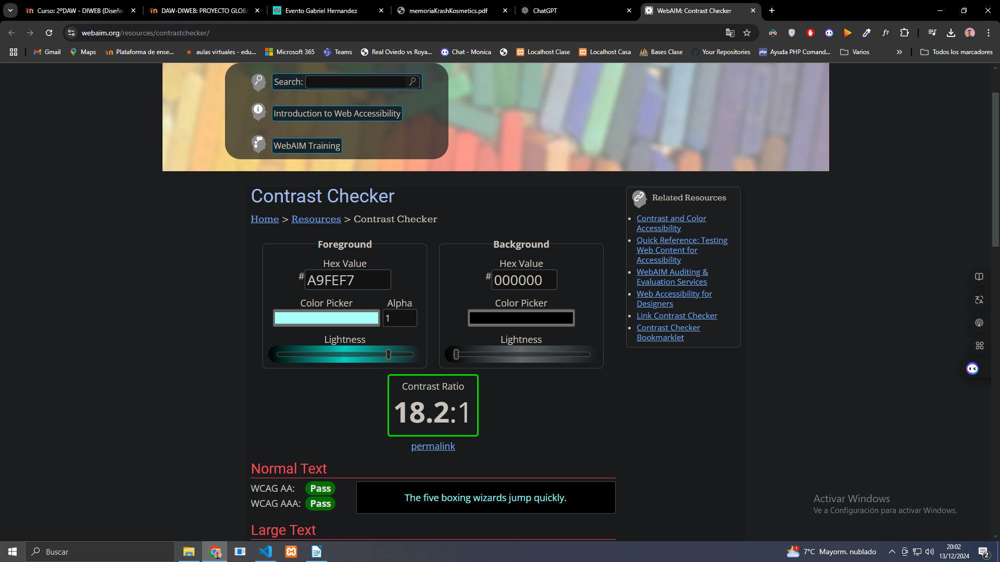 Curso: 2ºDAW - DIWEB (Diseño
DAW-DIWEB: PROYECTO GLOBA
Evento Gabriel Hernandez
memoriaKrashKosmetics.pdf
ChatGPT
WebAIM: Contrast Checker
webaim.org/resources/contrastchecker/
Gmail
Maps
Plataforma de ense...
aulas virtuales - edu...
Microsoft 365
Teams
Real Oviedo vs Roya...
Chat - Monica
Localhost Clase
Localhost Casa
Bases Clase
Your Repositories
php
Ayuda PHP Comand...
Varios
Todos los marcadores
Search:
Introduction to Web Accessibility
WebAIM Training
Contrast Checker
Home > Resources > Contrast Checker
Foreground
Hex Value
#A9FEF7
Color Picker
Alpha
1
Lightness
Background
Hex Value
#000000
Color Picker
Lightness
Contrast Ratio
18.2:1
permalink
Normal Text
WCAG AA: Pass
WCAG AAA: Pass
The five boxing wizards jump quickly.
Large Text
Related Resources
Contrast and Color
Accessibility
Quick Reference: Testing
Web Content for
Accessibility
WebAIM Auditing &
Evaluation Services
Web Accessibility for
Designers
Link Contrast Checker
Contrast Checker
Bookmarklet
Activar Windows
Ve a Configuración para activar Windows.
Buscar
1
7°C Mayorm. nublado
20:02
13/12/2024
2